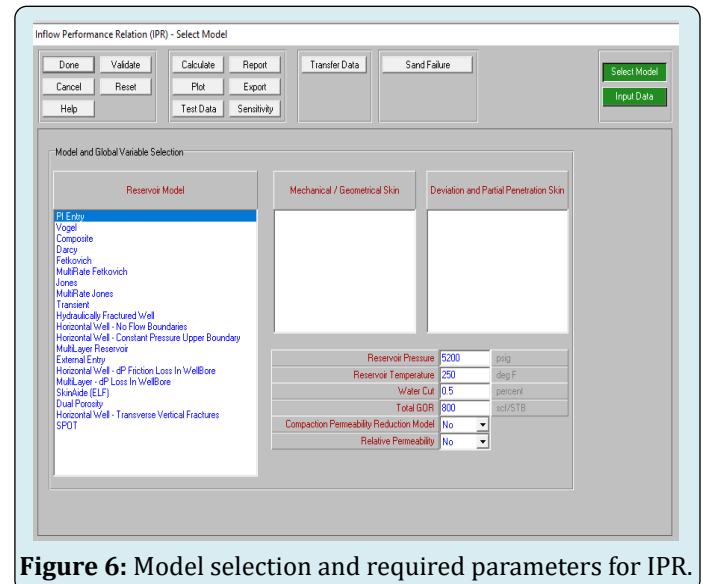 Inflow Performance Relation (IPR) - Select Model
Done Validate Calculate Report Transfer Data Sand Failure Select Model
Cancel Reset Plot Export Input Data
Help Test Data Sensitivity
Model and Global Variable Selection
Reservoir Model Mechanical / Geometrical Skin Deviation and Partial Penetration Skin
PI Entry
Vogel
Composite
Darcy
Fetkovich
MultiRate Fetkovich
Jones
MultiRate Jones
Transient
Hydraulically Fractured Well
Horizontal Well - No Flow Boundaries
Horizontal Well - Constant Pressure Upper Boundary
MultiLayer Reservoir
External Entry
Horizontal Well - dP Friction Loss In WellBore
MultiLayer - dP Loss In WellBore
SkinAide (ELF)
Dual Porosity
Horizontal Well - Transverse Vertical Fractures
SPOT
Reservoir Pressure 5200 psig
Reservoir Temperature 250 deg F
Water Cut 0.5 percent
Total GOR 800 scf/STB
Compaction Permeability Reduction Model No
Relative Permeability No
Figure 6: Model selection and required parameters for IPR.